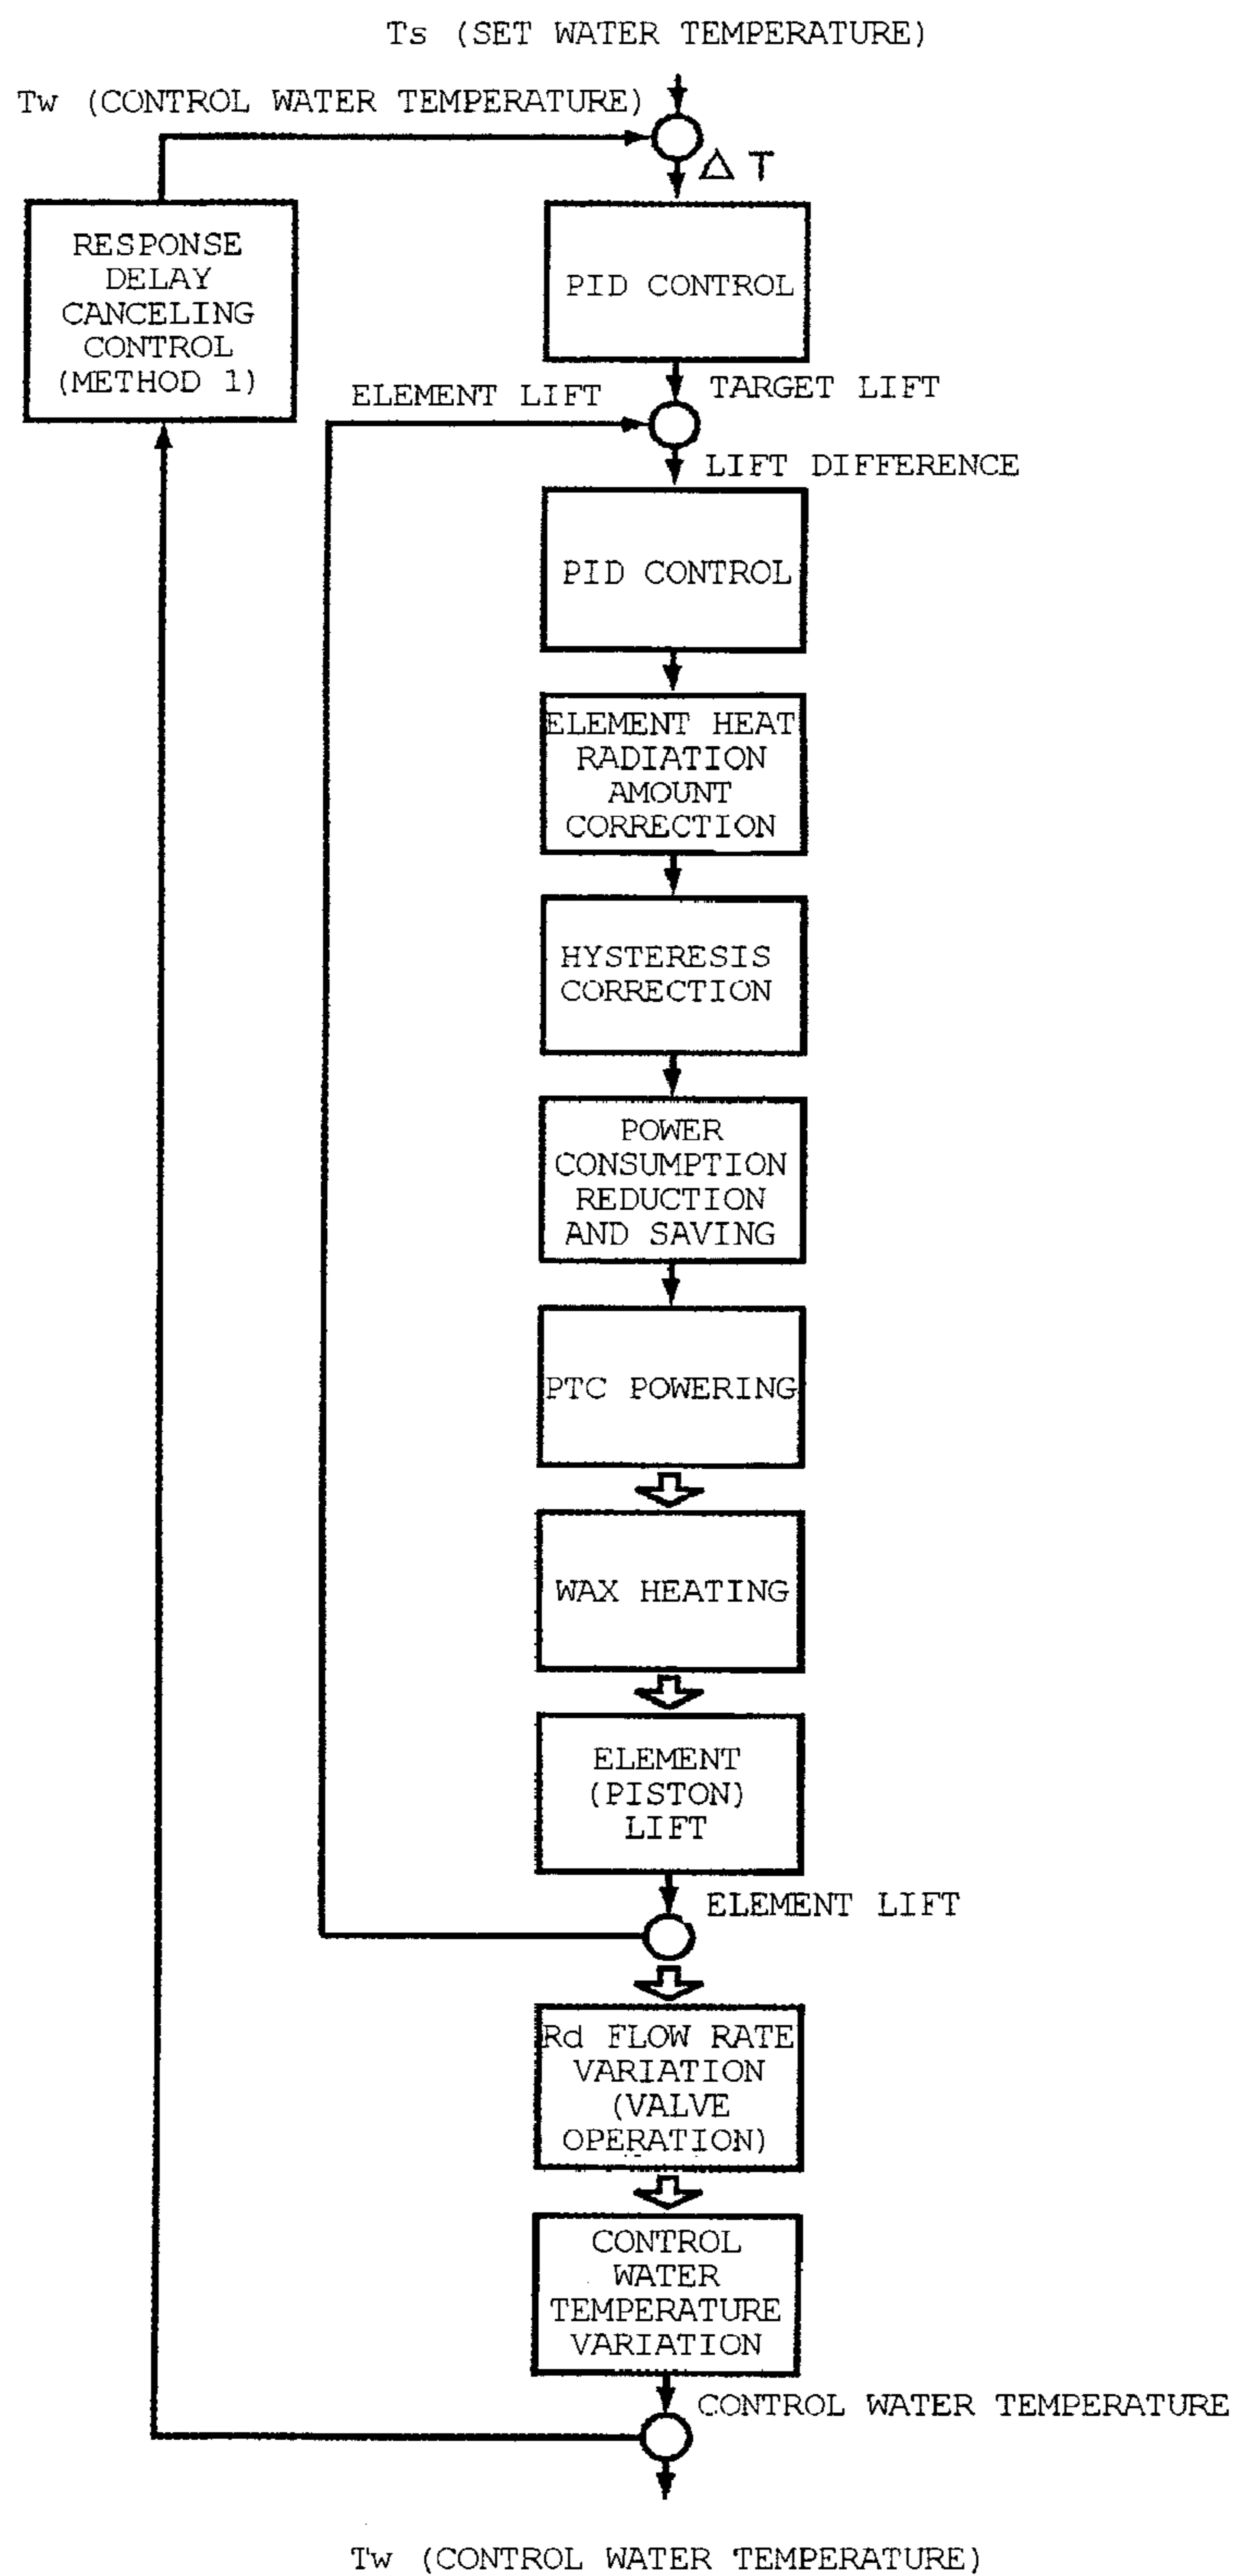 Ts (SET WATER TEMPERATURE)
Tw (CONTROL WATER TEMPERATURE)
Δ T
RESPONSE
DELAY
CANCELING
CONTROL
(METHOD 1)
PID CONTROL
ELEMENT LIFT
TARGET LIFT
LIFT DIFFERENCE
PID CONTROL
ELEMENT HEAT
RADIATION
AMOUNT
CORRECTION
HYSTERESIS
CORRECTION
POWER
CONSUMPTION
REDUCTION
AND SAVING
PTC POWERING
WAX HEATING
ELEMENT
(PISTON)
LIFT
ELEMENT LIFT
Rd FLOW RATE
VARIATION
(VALVE
OPERATION)
CONTROL
WATER
TEMPERATURE
VARIATION
CONTROL WATER TEMPERATURE
Tw (CONTROL WATER TEMPERATURE)